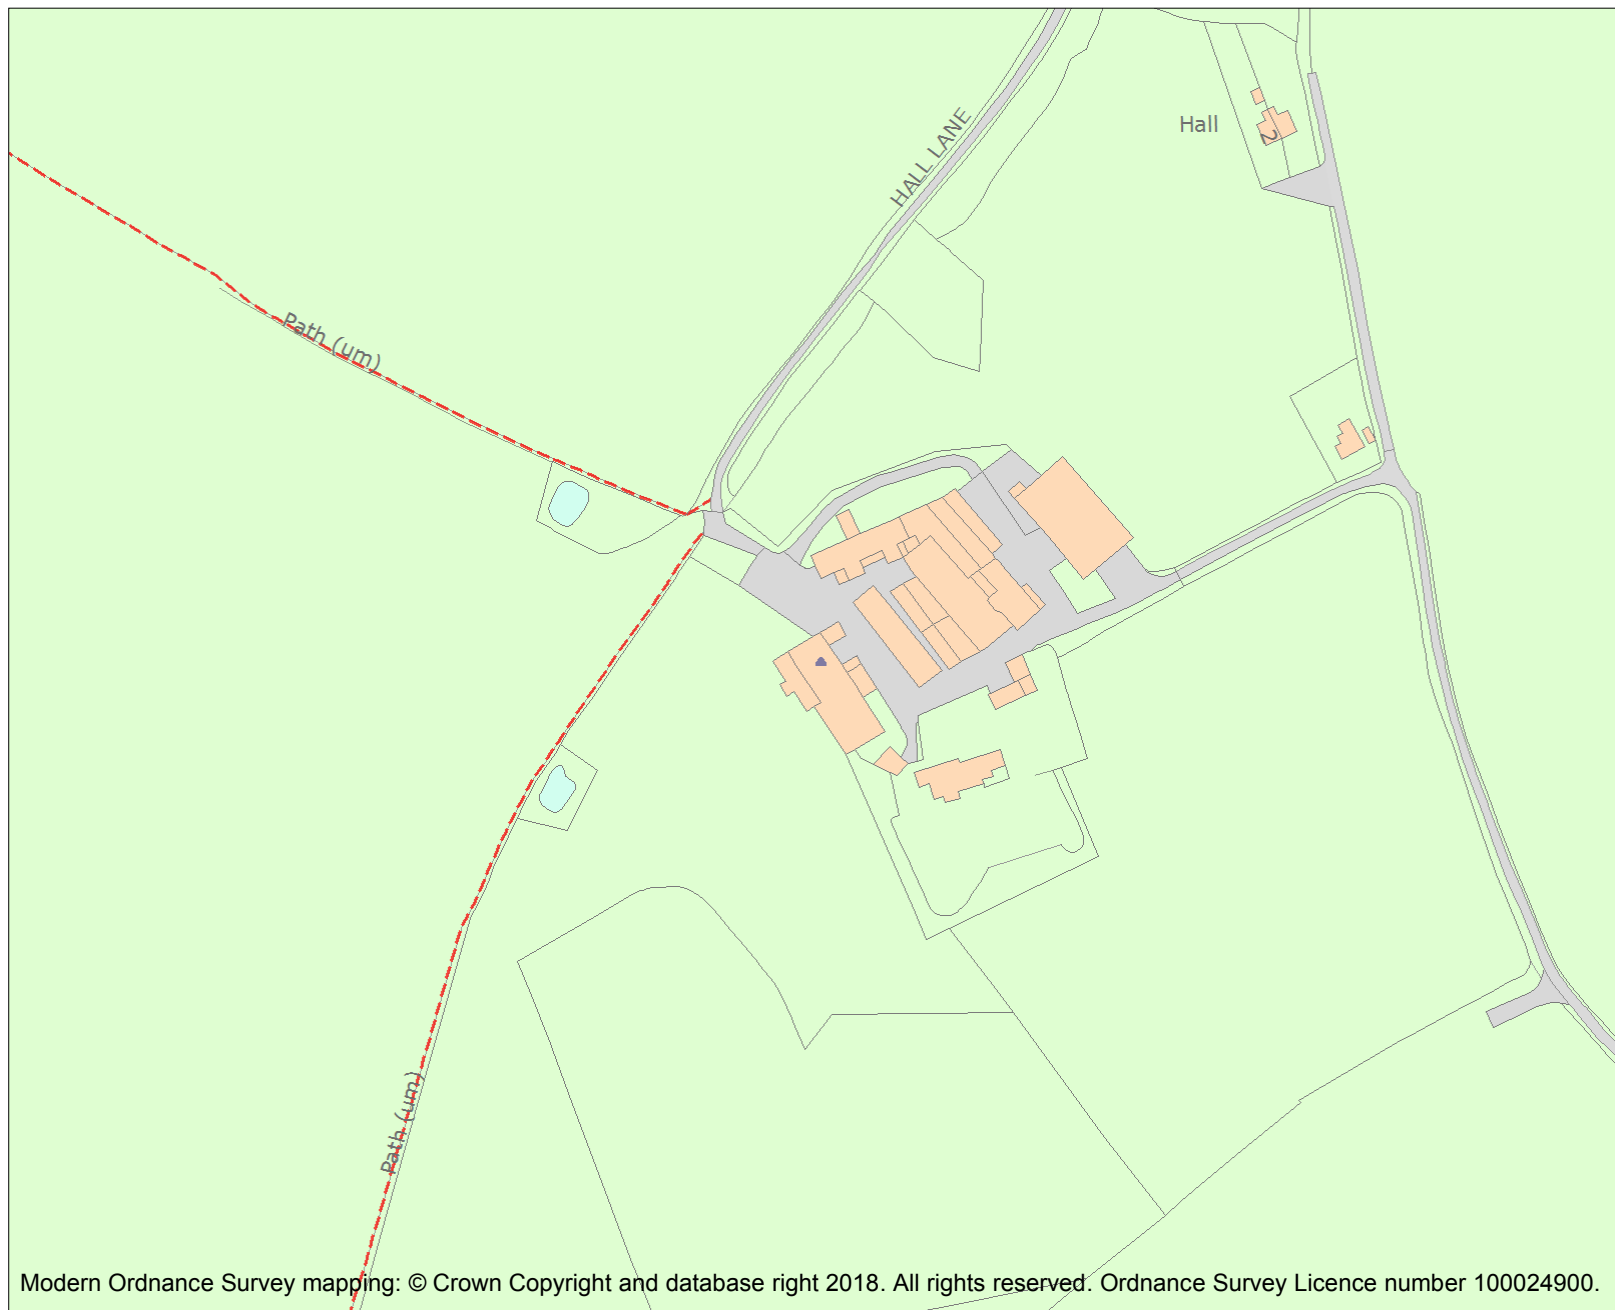 HALL LANE
Hall
2
Path (um)
Path (um)
Modern Ordnance Survey mapping: © Crown Copyright and database right 2018. All rights reserved. Ordnance Survey Licence number 100024900.